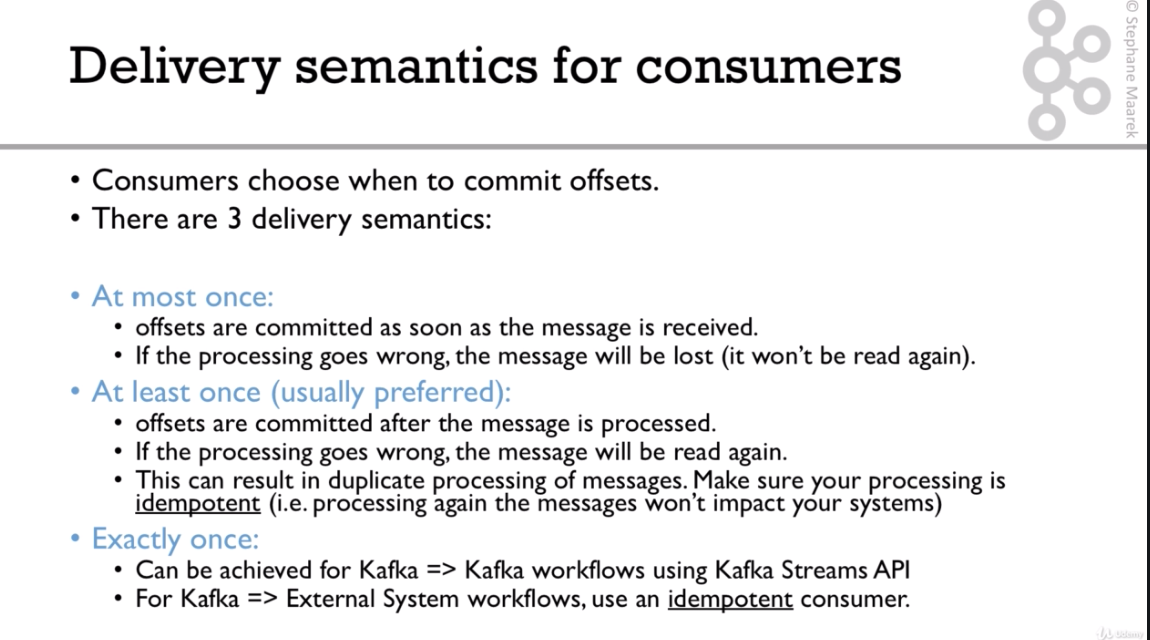 Delivery semantics for consumers
© Stephane Maarek
• Consumers choose when to commit offsets.
• There are 3 delivery semantics:
• At most once:
• offsets are committed as soon as the message is received.
• If the processing goes wrong, the message will be lost (it won’t be read again).
• At least once (usually preferred):
• offsets are committed after the message is processed.
• If the processing goes wrong, the message will be read again.
• This can result in duplicate processing of messages. Make sure your processing is
idempotent (i.e. processing again the messages won’t impact your systems)
• Exactly once:
• Can be achieved for Kafka => Kafka workflows using Kafka Streams API
• For Kafka => External System workflows, use an idempotent consumer.
Udemy